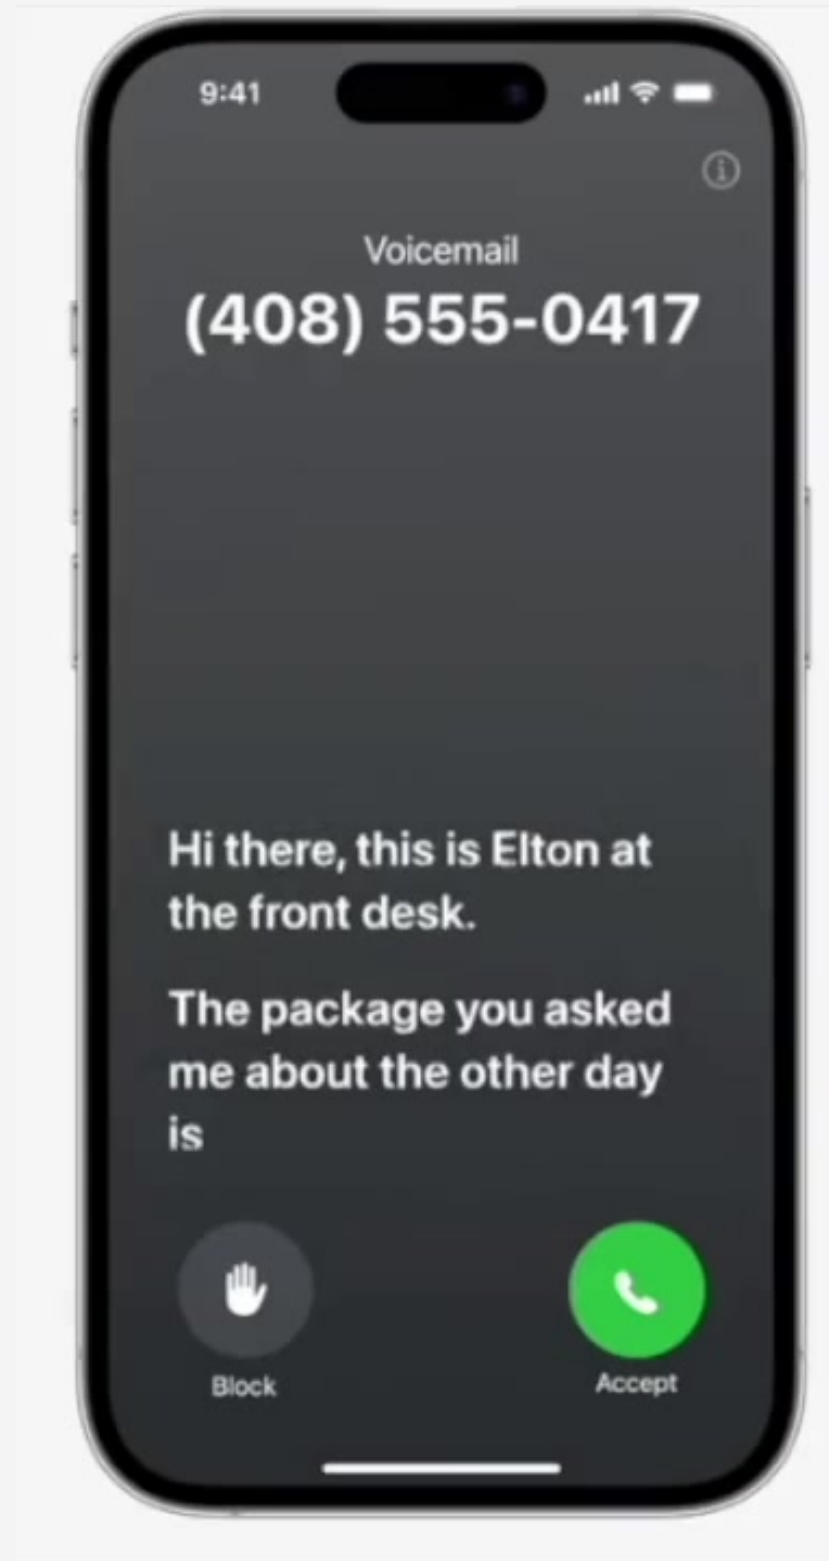 9:41
Voicemail
(408) 555-0417
Hi there, this is Elton at
the front desk.
The package you asked
me about the other day
is
Block
Accept